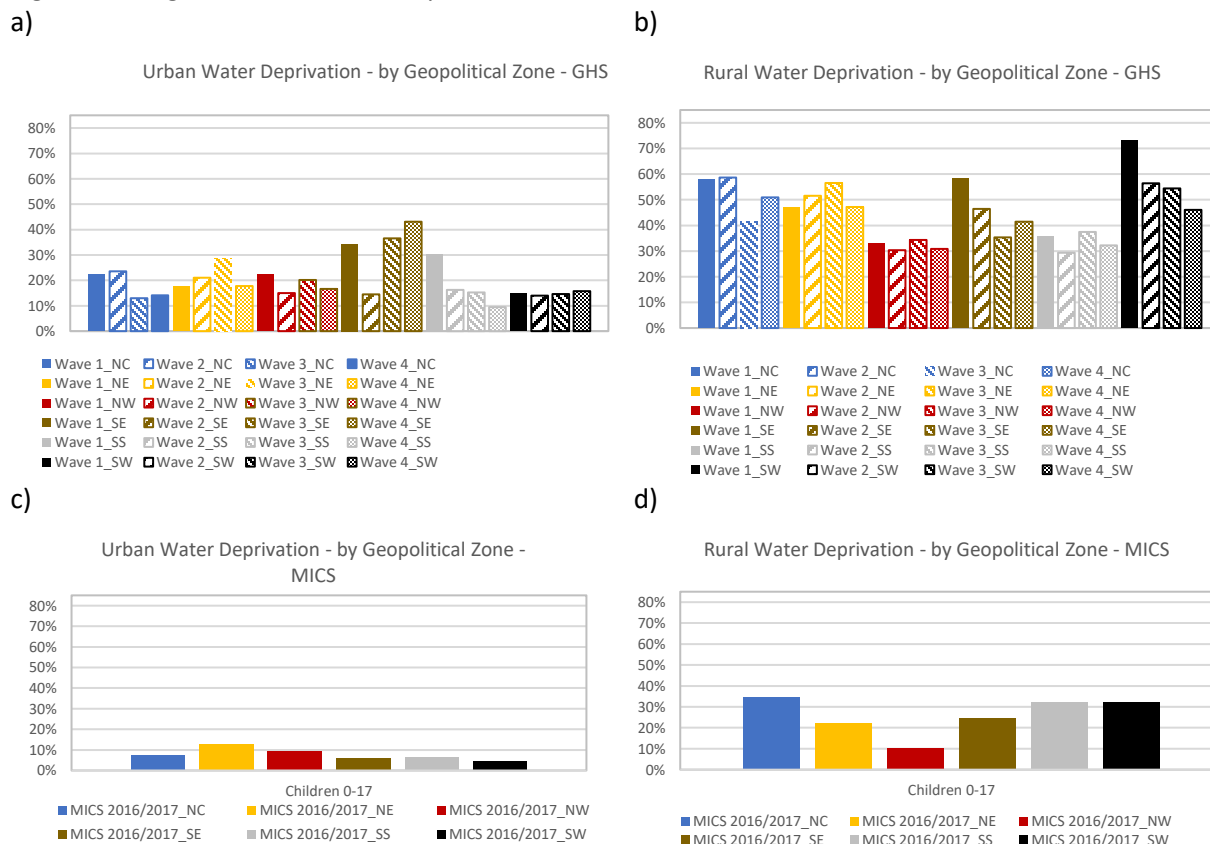 a)
Urban Water Deprivation - by Geopolitical Zone - GHS
80%
70%
60%
50%
40%
30%
20%
10%
0%
Wave 1_NC Wave 2_NC Wave 3_NC Wave 4_NC
Wave 1_NE Wave 2_NE Wave 3_NE Wave 4_NE
Wave 1_NW Wave 2_NW Wave 3_NW Wave 4_NW
Wave 1_SE Wave 2_SE Wave 3_SE Wave 4_SE
Wave 1_SS Wave 2_SS Wave 3_SS Wave 4_SS
Wave 1_SW Wave 2_SW Wave 3_SW Wave 4_SW
b)
Rural Water Deprivation - by Geopolitical Zone - GHS
80%
70%
60%
50%
40%
30%
20%
10%
0%
Wave 1_NC Wave 2_NC Wave 3_NC Wave 4_NC
Wave 1_NE Wave 2_NE Wave 3_NE Wave 4_NE
Wave 1_NW Wave 2_NW Wave 3_NW Wave 4_NW
Wave 1_SE Wave 2_SE Wave 3_SE Wave 4_SE
Wave 1_SS Wave 2_SS Wave 3_SS Wave 4_SS
Wave 1_SW Wave 2_SW Wave 3_SW Wave 4_SW
c)
Urban Water Deprivation - by Geopolitical Zone -
MICS
80%
70%
60%
50%
40%
30%
20%
10%
0%
Children 0-17
MICS 2016/2017_NC MICS 2016/2017_NE MICS 2016/2017_NW
MICS 2016/2017_SE MICS 2016/2017_SS MICS 2016/2017_SW
d)
Rural Water Deprivation - by Geopolitical Zone - MICS
80%
70%
60%
50%
40%
30%
20%
10%
0%
Children 0-17
MICS 2016/2017_NC MICS 2016/2017_NE MICS 2016/2017_NW
MICS 2016/2017_SE MICS 2016/2017_SS MICS 2016/2017_SW